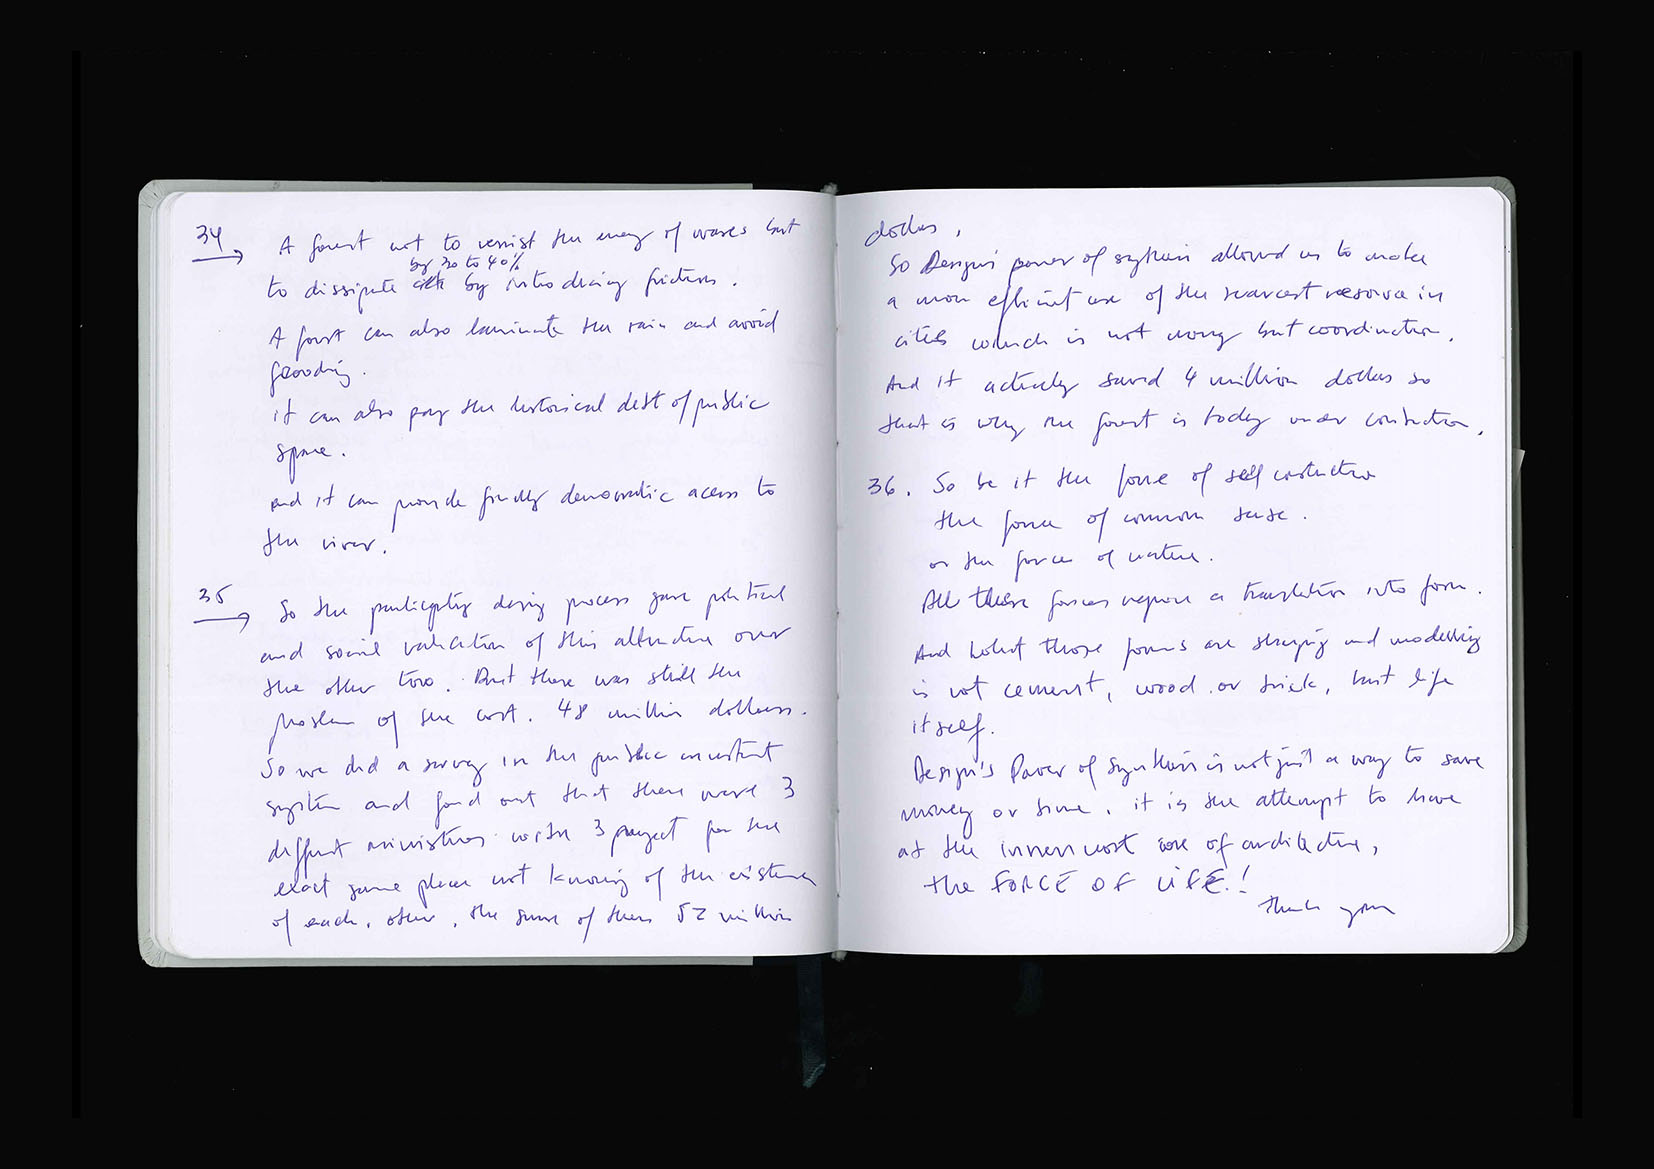 34
A forest not to resist the energy of waves but
by 30 to 40%
to dissipate it by introducing friction.
A forest can also laminate the rain and avoid
flooding.
it can also pay the historical debt of public
space.
and it can provide finally democratic access to
the river.
35
So the participatory design process gave political
and social validation of this alternative over
the other two. But there was still the
problem of the cost. 48 million dollars.
So we did a survey in the public investment
system and found out that there were 3
different ministries with 3 project for the
exact same place not knowing of the existence
of each. other. the sum of them 52 million
dollars,
So Design's power of synthesis allowed us to make
a more efficient use of the scarcest resource in
cities which is not money but coordination.
And it actually saved 4 million dollars so
that is why the forest is today under construction.
36. So be it the force of self construction
the force of common sense.
or the force of nature.
All these forces require a translation into form.
And what those forms are shaping and modelling
is not cement, wood or brick, but life
itself.
Design's Power of Synthesis is not just a way to save
money or time, it is the attempt to have
at the innermost core of architecture,
the FORCE OF LIFE!
thank you